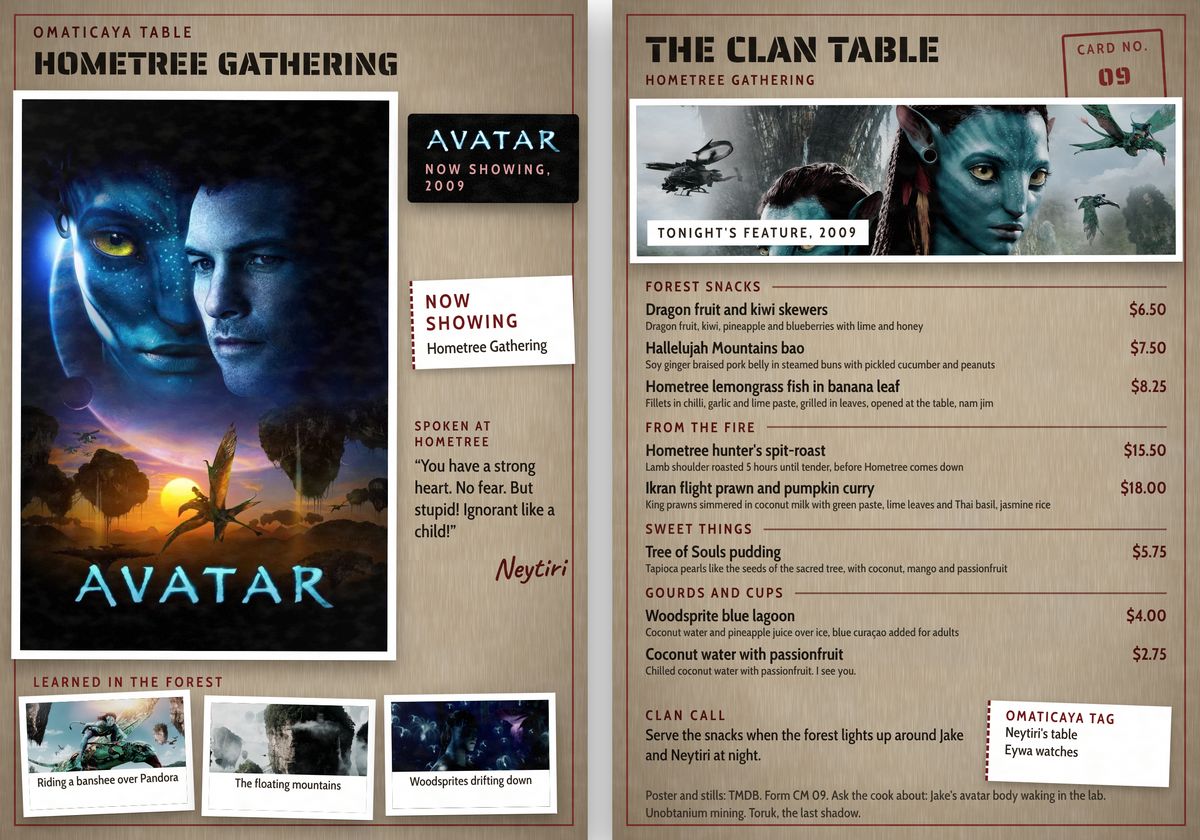 OMATICAYA TABLE
HOMETREE GATHERING
AVATAR
NOW SHOWING,
2009
NOW
SHOWING
Hometree Gathering
SPOKEN AT
HOMETREE
“You have a strong
heart. No fear. But
stupid! Ignorant like a
child!”
Neytiri
AVATAR
LEARNED IN THE FOREST
Riding a banshee over Pandora
The floating mountains
Woodsprites drifting down
THE CLAN TABLE
HOMETREE GATHERING
CARD NO.
09
TONIGHT'S FEATURE, 2009
FOREST SNACKS
Dragon fruit and kiwi skewers $6.50
Dragon fruit, kiwi, pineapple and blueberries with lime and honey
Hallelujah Mountains bao $7.50
Soy ginger braised pork belly in steamed buns with pickled cucumber and peanuts
Hometree lemongrass fish in banana leaf $8.25
Fillets in chilli, garlic and lime paste, grilled in leaves, opened at the table, nam jim
FROM THE FIRE
Hometree hunter's spit-roast $15.50
Lamb shoulder roasted 5 hours until tender, before Hometree comes down
Ikran flight prawn and pumpkin curry $18.00
King prawns simmered in coconut milk with green paste, lime leaves and Thai basil, jasmine rice
SWEET THINGS
Tree of Souls pudding $5.75
Tapioca pearls like the seeds of the sacred tree, with coconut, mango and passionfruit
GOURDS AND CUPS
Woodsprite blue lagoon $4.00
Coconut water and pineapple juice over ice, blue curaçao added for adults
Coconut water with passionfruit $2.75
Chilled coconut water with passionfruit. I see you.
CLAN CALL
Serve the snacks when the forest lights up around Jake
and Neytiri at night.
OMATICAYA TAG
Neytiri's table
Eywa watches
Poster and stills: TMDB. Form CM 09. Ask the cook about: Jake's avatar body waking in the lab.
Unobtanium mining. Toruk, the last shadow.